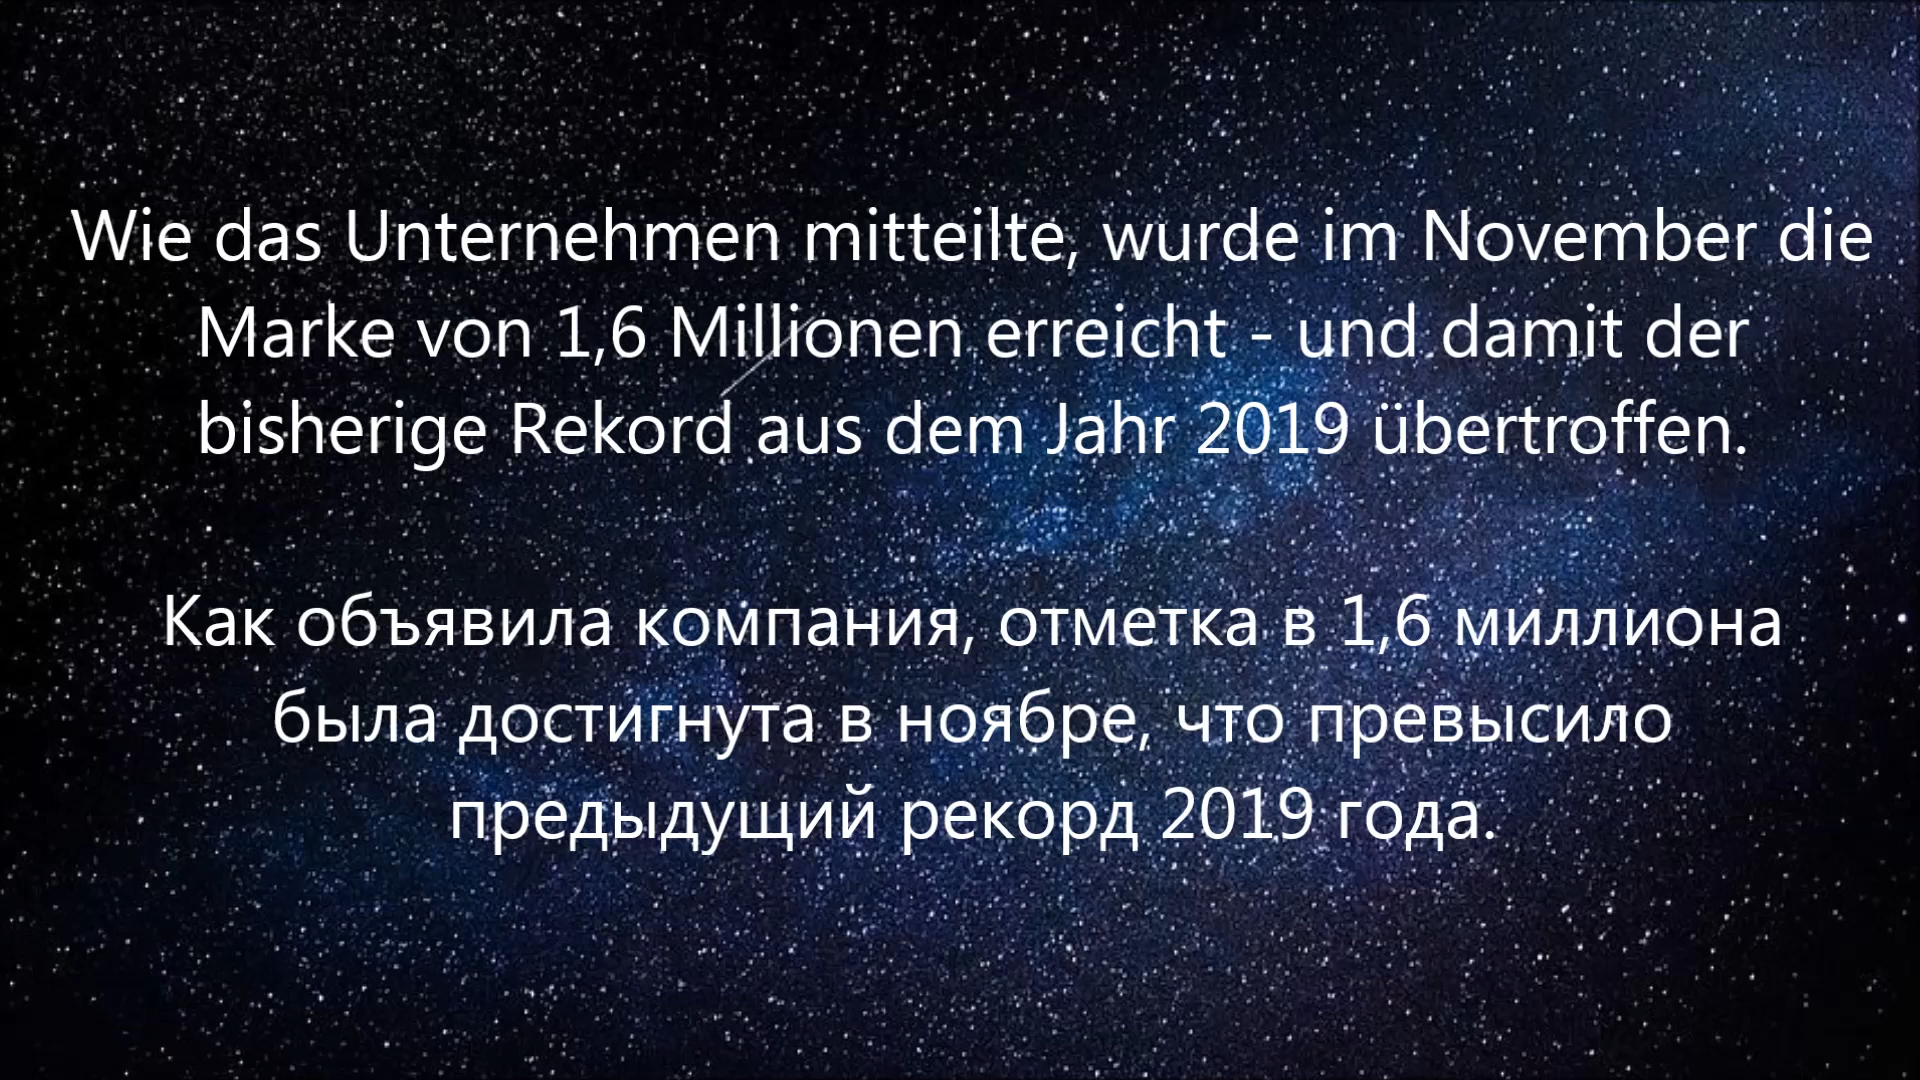 Wie das Unternehmen mitteilte, wurde im November die
Marke von 1,6 Millionen erreicht - und damit der
bisherige Rekord aus dem Jahr 2019 übertroffen.
Как объявила компания, отметка в 1,6 миллиона
была достигнута в ноябре, что превысило
предыдущий рекорд 2019 года.